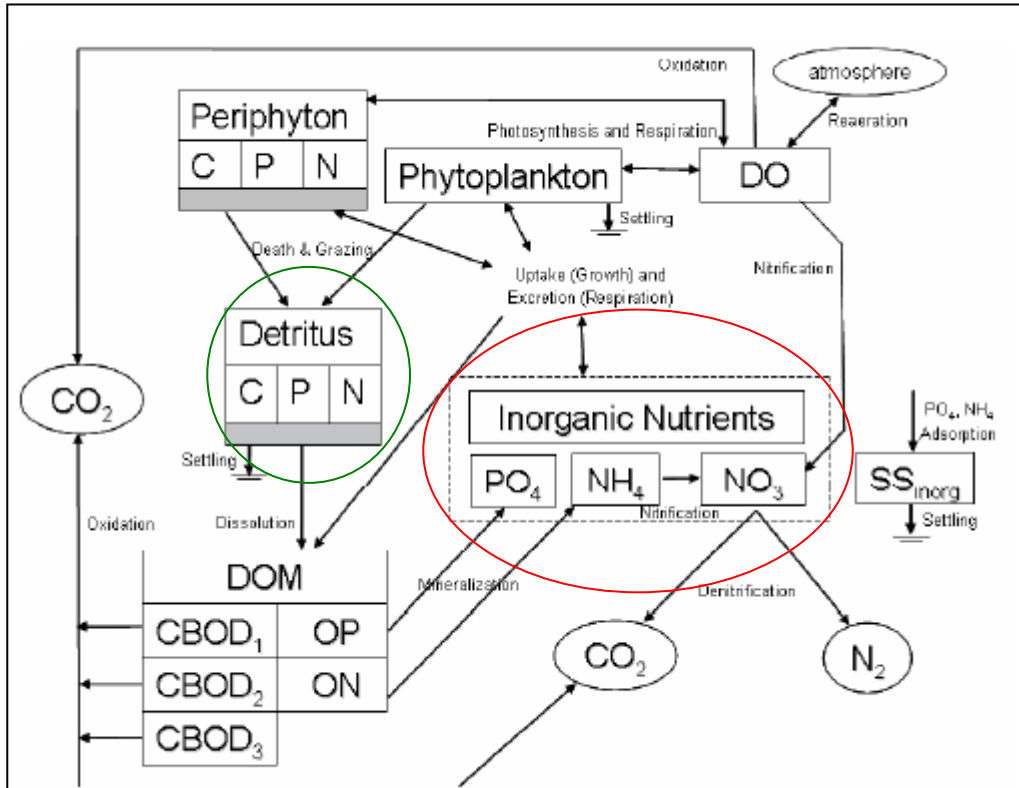 Oxidation
atmosphere
Reaeration
Periphyton
C P N
Photosynthesis and Respiration
Phytoplankton
DO
Settling
Death & Grazing
Uptake (Growth) and
Excretion (Respiration)
Nitrification
Detritus
C P N
CO2
Settling
Inorganic Nutrients
PO4
NH4
NO3
Nitrification
PO4, NH4
Adsorption
SSinorg
Settling
Oxidation
Dissolution
DOM
CBOD1 OP
CBOD2 ON
CBOD3
Mineralization
Denitrification
CO2
N2